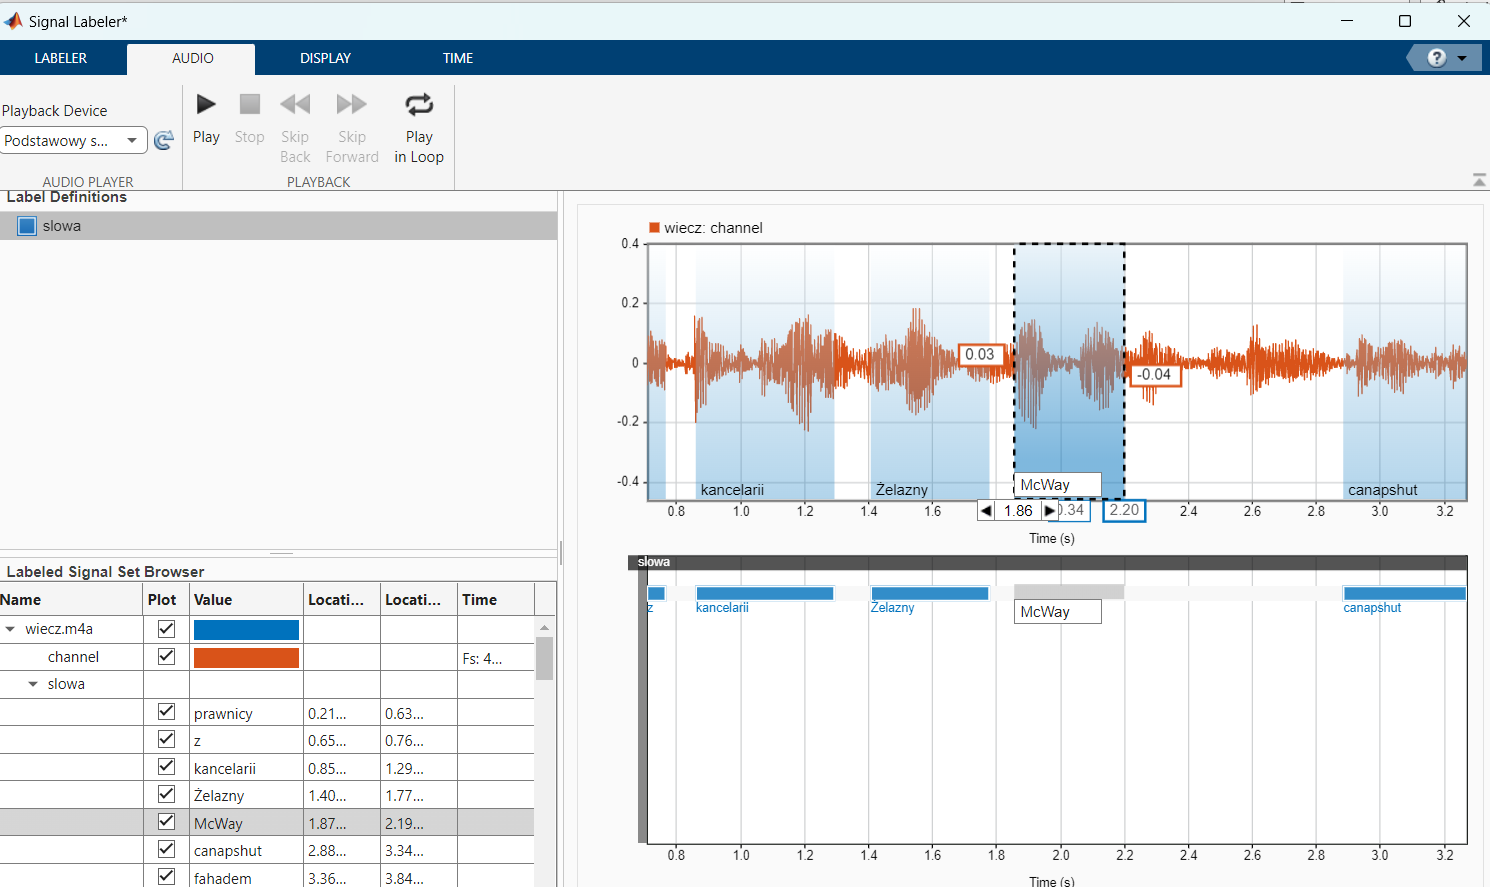 Signal Labeler*
LABELER AUDIO DISPLAY TIME
?
Playback Device
Podstawowy s...
Play Stop Skip Back Skip Forward Play in Loop
AUDIO PLAYER PLAYBACK
Label Definitions
slowa
wiecz: channel
0.4
0.2
0
-0.2
-0.4
0.03
-0.04
kancelarii Żelazny McWay canapshut
0.8 1.0 1.2 1.4 1.6 1.86 0.34 2.20 2.4 2.6 2.8 3.0 3.2
Time (s)
slowa
z kancelarii Żelazny McWay canapshut
0.8 1.0 1.2 1.4 1.6 1.8 2.0 2.2 2.4 2.6 2.8 3.0 3.2
Time (s)
Labeled Signal Set Browser
Name Plot Value Locati... Locati... Time
wiecz.m4a
channel Fs: 4...
slowa
prawnicy 0.21... 0.63...
z 0.65... 0.76...
kancelarii 0.85... 1.29...
Żelazny 1.40... 1.77...
McWay 1.87... 2.19...
canapshut 2.88... 3.34...
fahadem 3.36... 3.84...